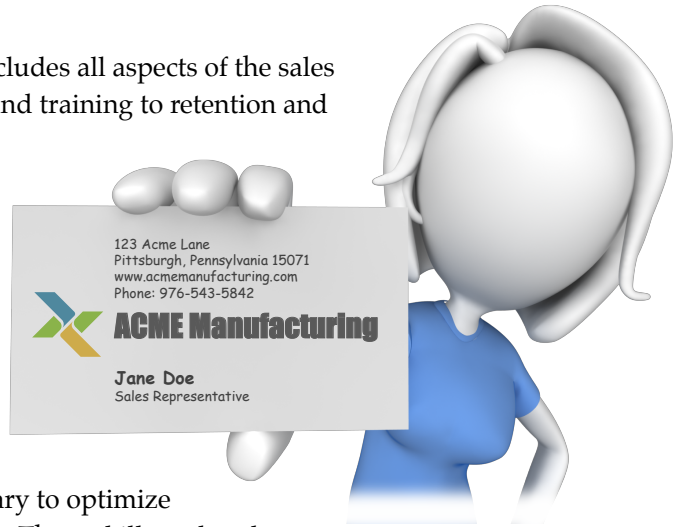 cludes all aspects of the sales
nd training to retention and
123 Acme Lane
Pittsburgh, Pennsylvania 15071
www.acmemanufacturing.com
Phone: 976-543-5842
ACME Manufacturing
Jane Doe
Sales Representative
ary to optimize